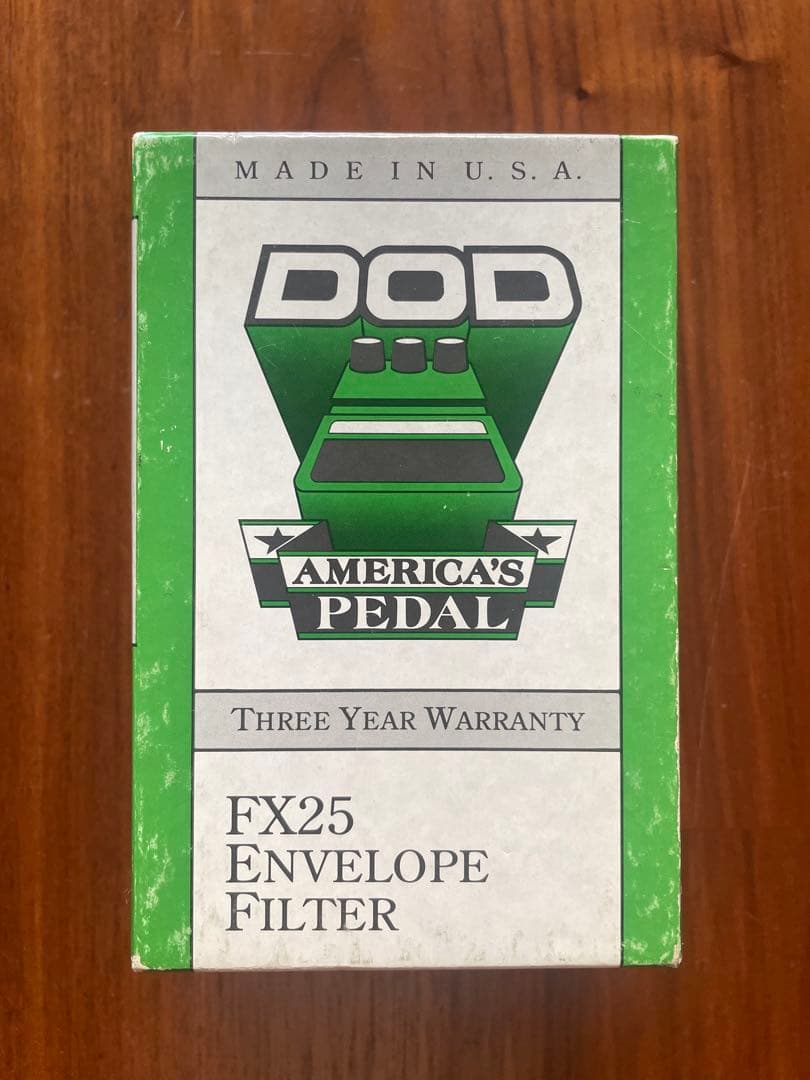 MADE IN U.S.A.
DOD
AMERICA'S
PEDAL
THREE YEAR WARRANTY
FX25
ENVELOPE
FILTER